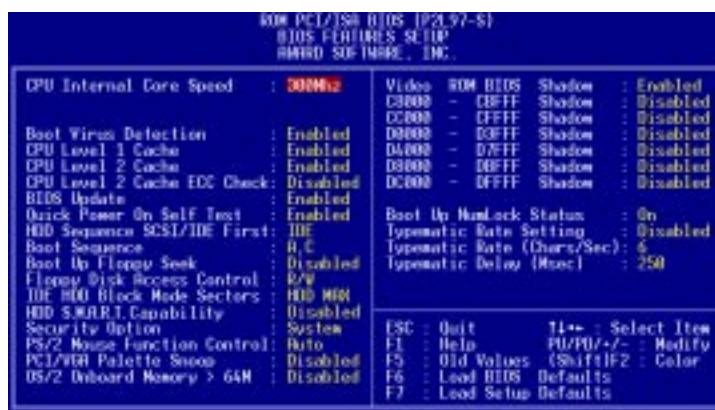 ROM PCI/ISA BIOS (P2L97-S)
BIOS FEATURES SETUP
AWARD SOFTWARE, INC.
CPU Internal Core Speed : 300Mhz
Boot Virus Detection : Enabled
CPU Level 1 Cache : Enabled
CPU Level 2 Cache : Enabled
CPU Level 2 Cache ECC Check: Disabled
BIOS Update : Enabled
Quick Power On Self Test : Enabled
HDD Sequence SCSI/IDE First: IDE
Boot Sequence : A,C
Boot Up Floppy Seek : Disabled
Floppy Disk Access Control : R/W
IDE HDD Block Mode Sectors : HDD MAX
HDD S.M.A.R.T. Capability : Disabled
Security Option : System
PS/2 Mouse Function Control: Auto
PCI/VGA Palette Snoop : Disabled
OS/2 Onboard Memory > 64M : Disabled
Video ROM BIOS Shadow : Enabled
C8000 - CBFFF Shadow : Disabled
CC000 - CFFFF Shadow : Disabled
D0000 - D3FFF Shadow : Disabled
D4000 - D7FFF Shadow : Disabled
D8000 - DBFFF Shadow : Disabled
DC000 - DFFFF Shadow : Disabled
Boot Up NumLock Status : On
Typematic Rate Setting : Disabled
Typematic Rate (Chars/Sec): 6
Typematic Delay (Msec) : 250
ESC : Quit ↑↓→← : Select Item
F1 : Help PU/PD/+/- : Modify
F5 : Old Values (Shift)F2 : Color
F6 : Load BIOS Defaults
F7 : Load Setup Defaults